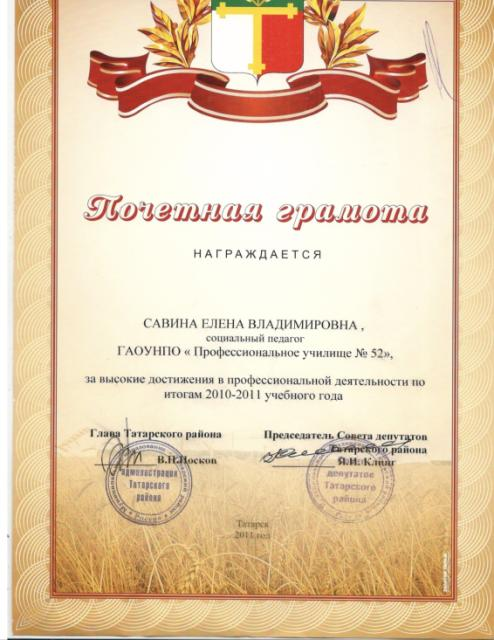 Почетная грамота
НАГРАЖДАЕТСЯ
САВИНА ЕЛЕНА ВЛАДИМИРОВНА ,
социальный педагог
ГАОУНПО « Профессиональное училище № 52»,
за высокие достижения в профессиональной деятельности по
итогам 2010-2011 учебного года
Глава Татарского района
В.Н.Носков
Председатель Совета депутатов
Татарского района
Я.И. Клинг
администрация
Татарского
района
депутатов
Татарского
района
Татарск
2011 год